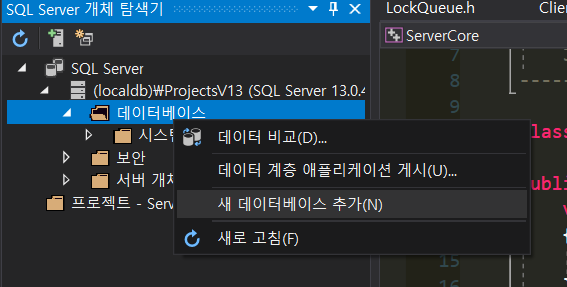 SQL Server 개체 탐색기
LockQueue.h
Clien
ServerCore
SQL Server
(localdb)₩ProjectsV13 (SQL Server 13.0.4
데이터베이스
시스턴
보안
서버 개체
프로젝트 - Serv
데이터 비교(D)...
데이터 계층 애플리케이션 게시(U)...
새 데이터베이스 추가(N)
새로 고침(F)
7
8
9
class
public
15
16